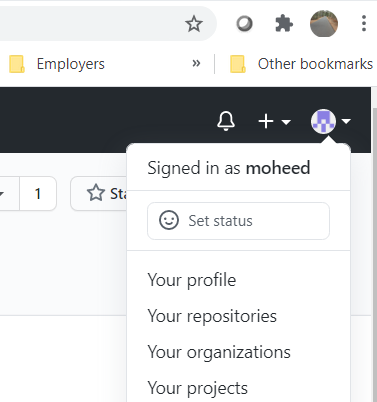 Employers
»
Other bookmarks
Signed in as moheed
1
Sta
Set status
Your profile
Your repositories
Your organizations
Your projects